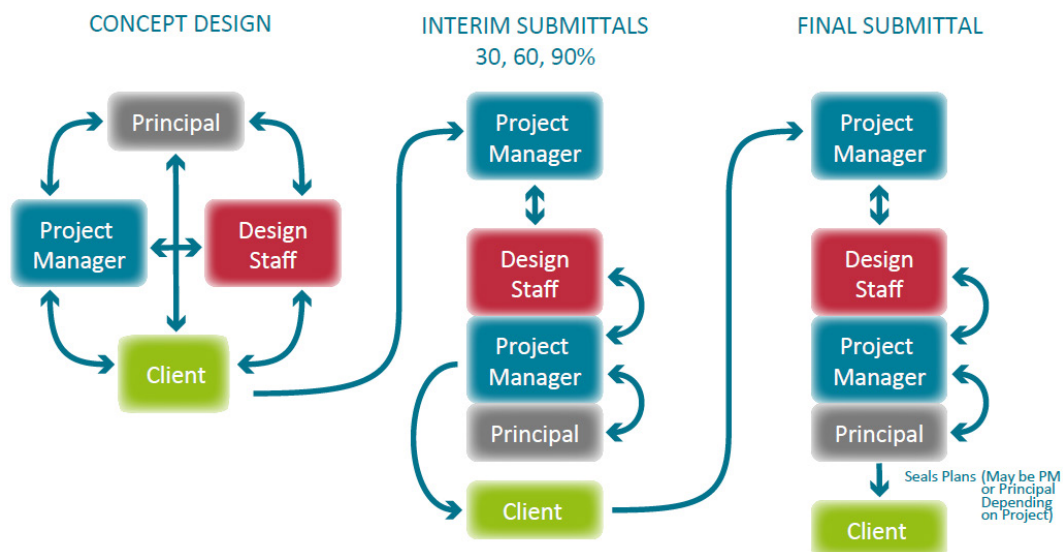 CONCEPT DESIGN
Principal
Project
Manager
Design
Staff
Client
INTERIM SUBMITTALS
30, 60, 90%
Project
Manager
Design
Staff
Project
Manager
Principal
Client
FINAL SUBMITTAL
Project
Manager
Design
Staff
Project
Manager
Principal
Seals Plans (May be PM
or Principal
Depending
on Project)
Client